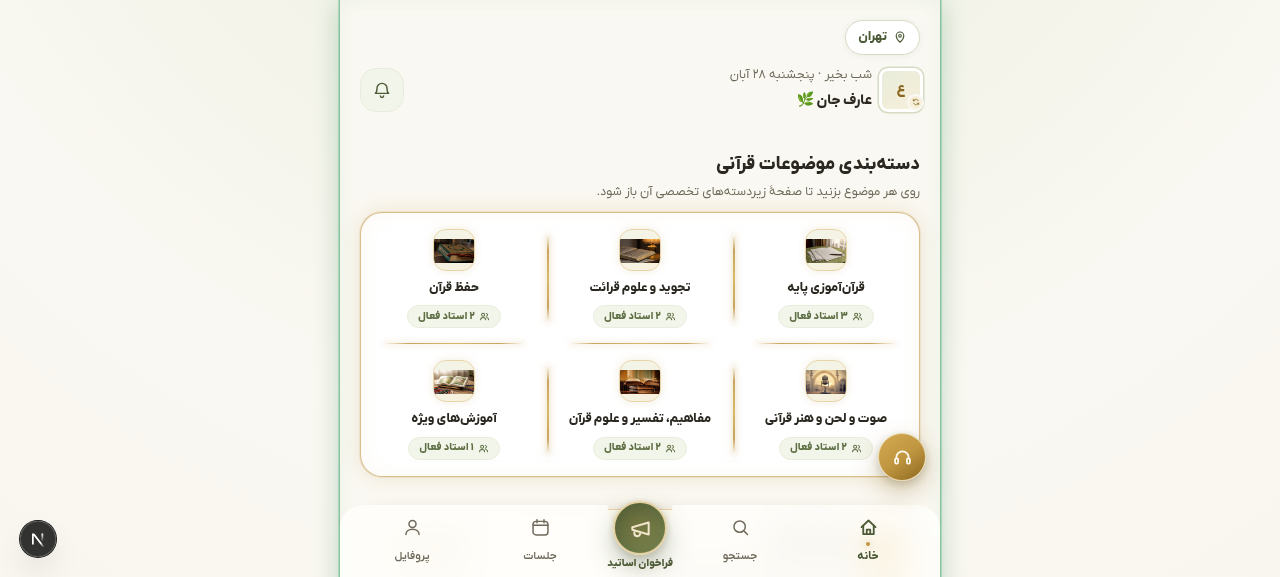 تهران
شب بخیر · پنجشنبه ۲۸ آبان
عارف جان 🌿
ع
دسته‌بندی موضوعات قرآنی
روی هر موضوع بزنید تا صفحهٔ زیردسته‌های تخصصی آن باز شود.
قرآن‌آموزی پایه
۳ استاد فعال
تجوید و علوم قرائت
۲ استاد فعال
حفظ قرآن
۲ استاد فعال
صوت و لحن و هنر قرآنی
۲ استاد فعال
مفاهیم، تفسیر و علوم قرآن
۲ استاد فعال
آموزش‌های ویژه
۱ استاد فعال
خانه
جستجو
فراخوان اساتید
جلسات
پروفایل
N